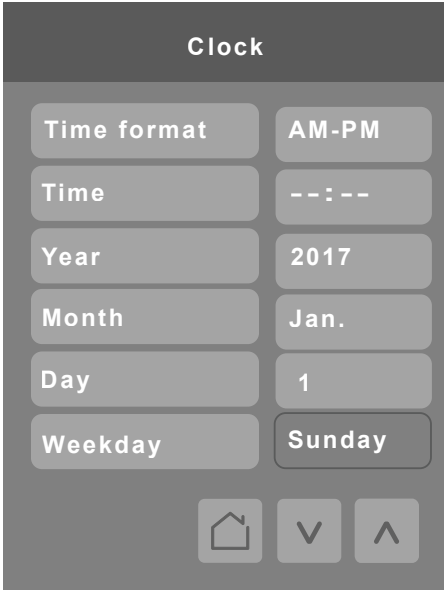 Clock
Time format AM-PM
Time --:--
Year 2017
Month Jan.
Day 1
Weekday Sunday